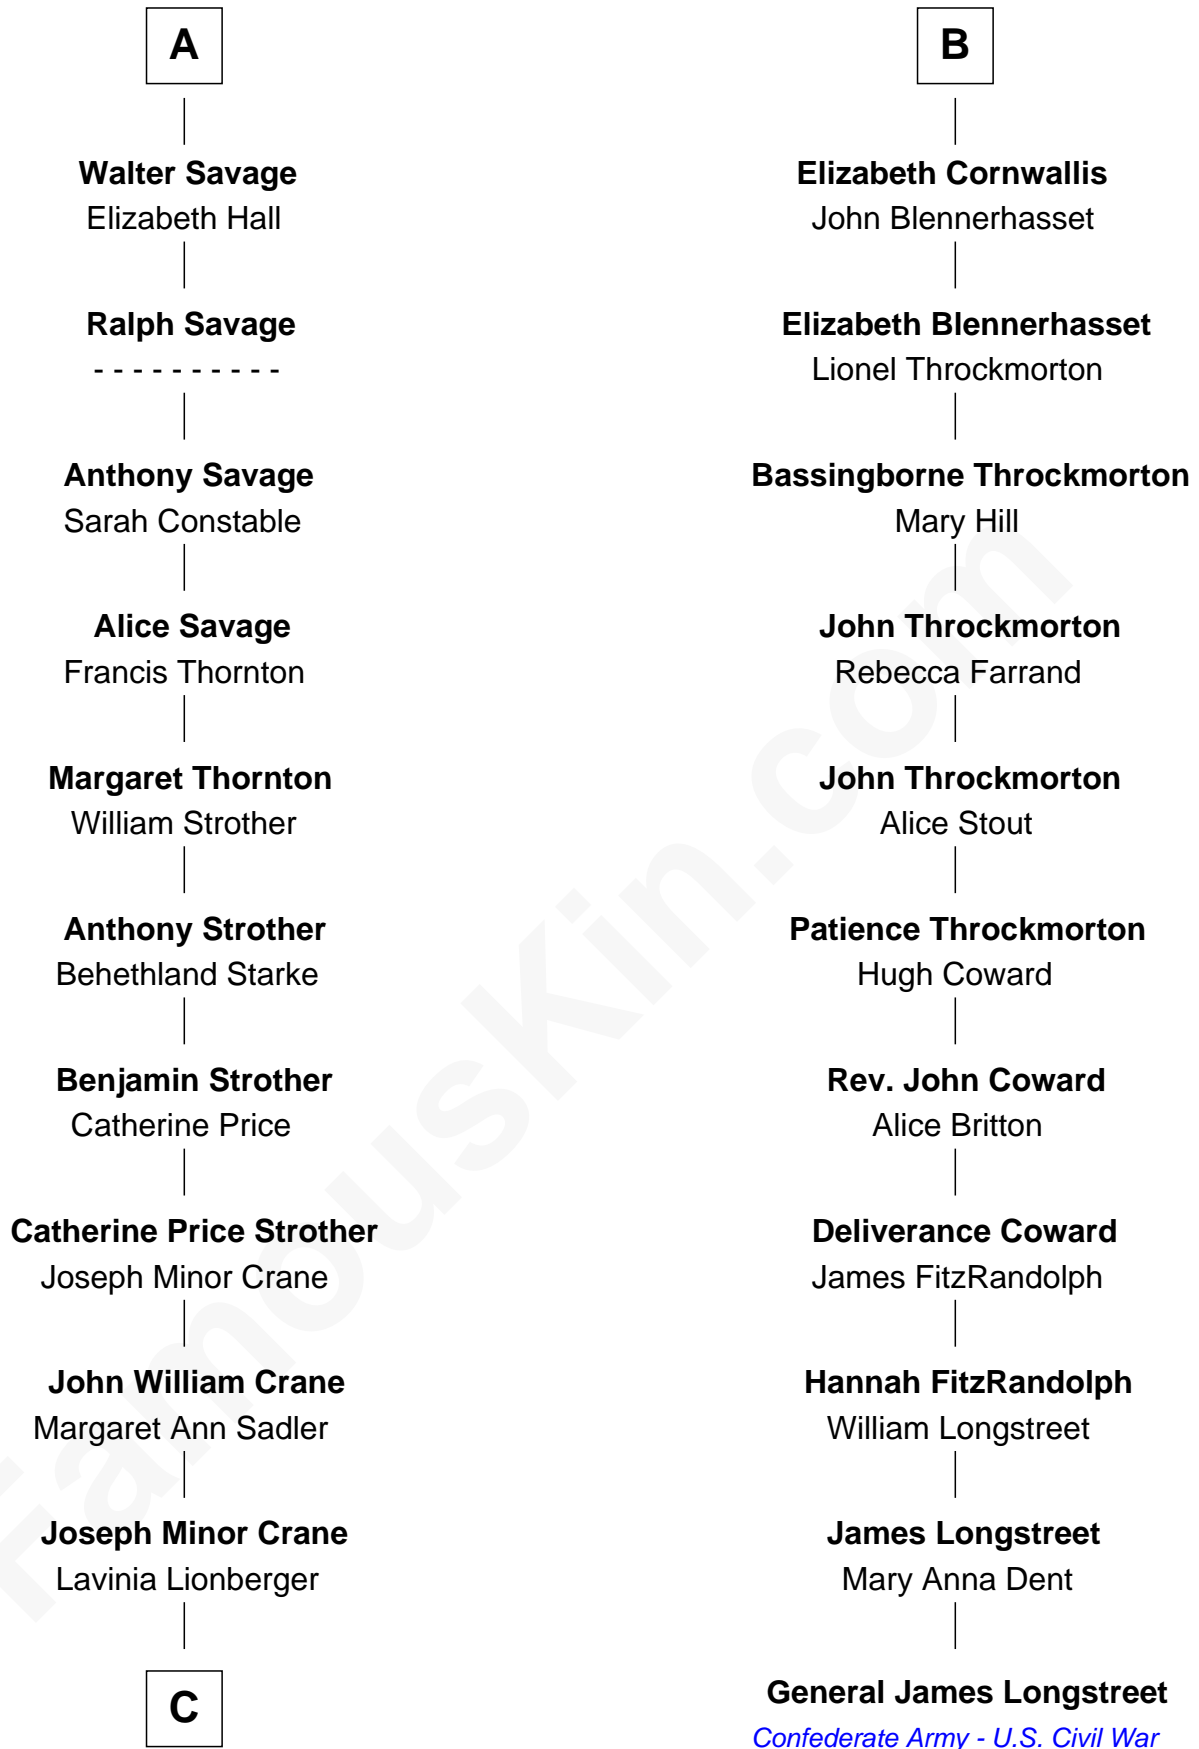 A
Walter Savage
Elizabeth Hall
Ralph Savage
- - - - - - - - - -
Anthony Savage
Sarah Constable
Alice Savage
Francis Thornton
Margaret Thornton
William Strother
Anthony Strother
Behethland Starke
Benjamin Strother
Catherine Price
Catherine Price Strother
Joseph Minor Crane
John William Crane
Margaret Ann Sadler
Joseph Minor Crane
Lavinia Lionberger
C
B
Elizabeth Cornwallis
John Blennerhasset
Elizabeth Blennerhasset
Lionel Throckmorton
Bassingborne Throckmorton
Mary Hill
John Throckmorton
Rebecca Farrand
John Throckmorton
Alice Stout
Patience Throckmorton
Hugh Coward
Rev. John Coward
Alice Britton
Deliverance Coward
James FitzRandolph
Hannah FitzRandolph
William Longstreet
James Longstreet
Mary Anna Dent
General James Longstreet
Confederate Army - U.S. Civil War
FamousKin.com